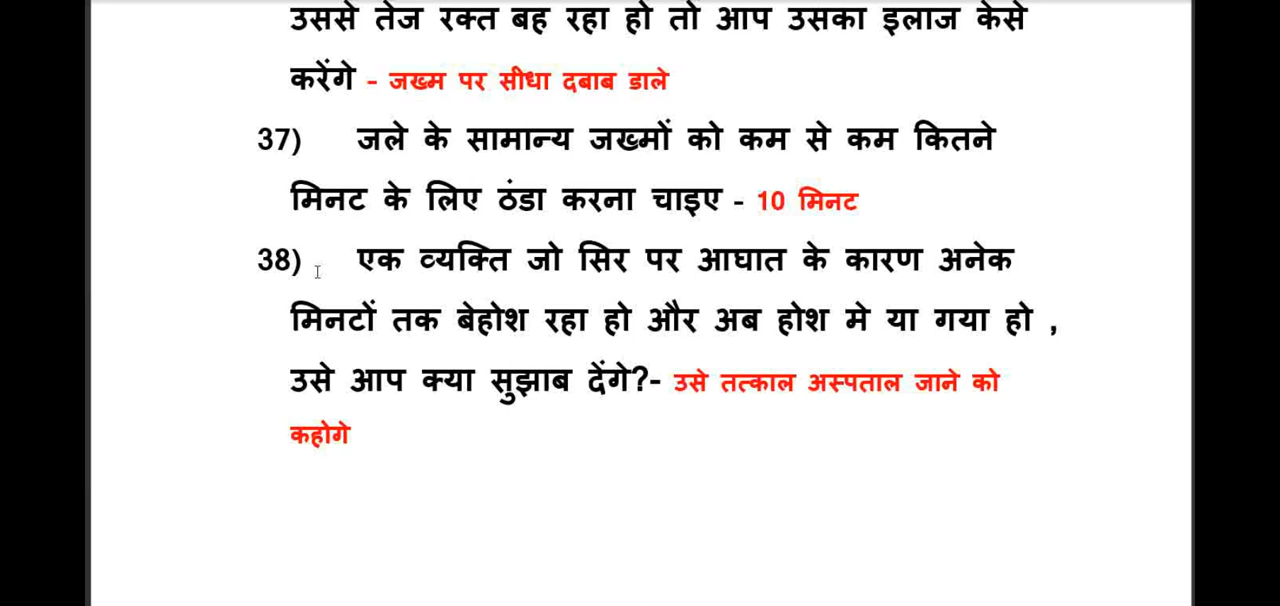 उससे तेज रक्त बह रहा हो तो आप उसका इलाज केसे
करेंगे - जख्म पर सीधा दबाब डाले
37) जले के सामान्य जख्मों को कम से कम कितने
मिनट के लिए ठंडा करना चाइए - 10 मिनट
38) एक व्यक्ति जो सिर पर आघात के कारण अनेक
मिनटों तक बेहोश रहा हो और अब होश मे या गया हो ,
उसे आप क्या सुझाब देंगे?- उसे तत्काल अस्पताल जाने को
कहोगे